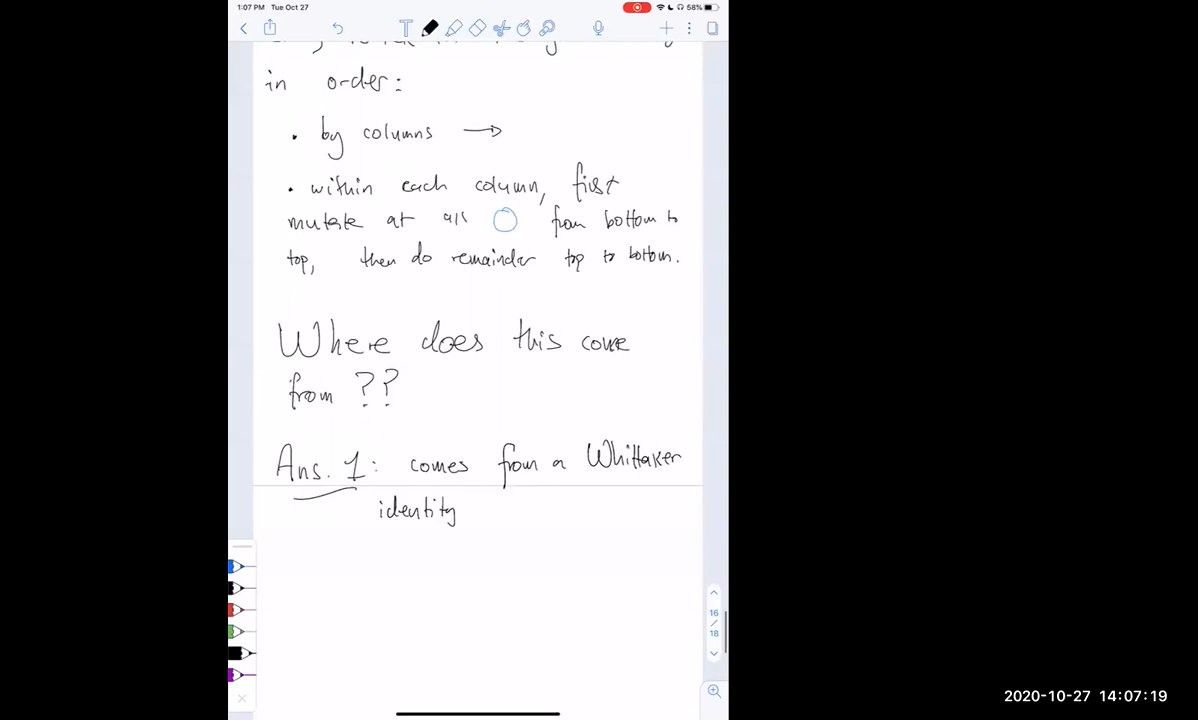 1:07 PM Tue Oct 27
58%
in order:
• by columns →
• within each column, first
mutate at all ◯ from bottom to
top, then do remainder top to bottom.
Where does this come
from ??
Ans. 1: comes from a Whittaker
identity
16
/
18
2020-10-27 14:07:19